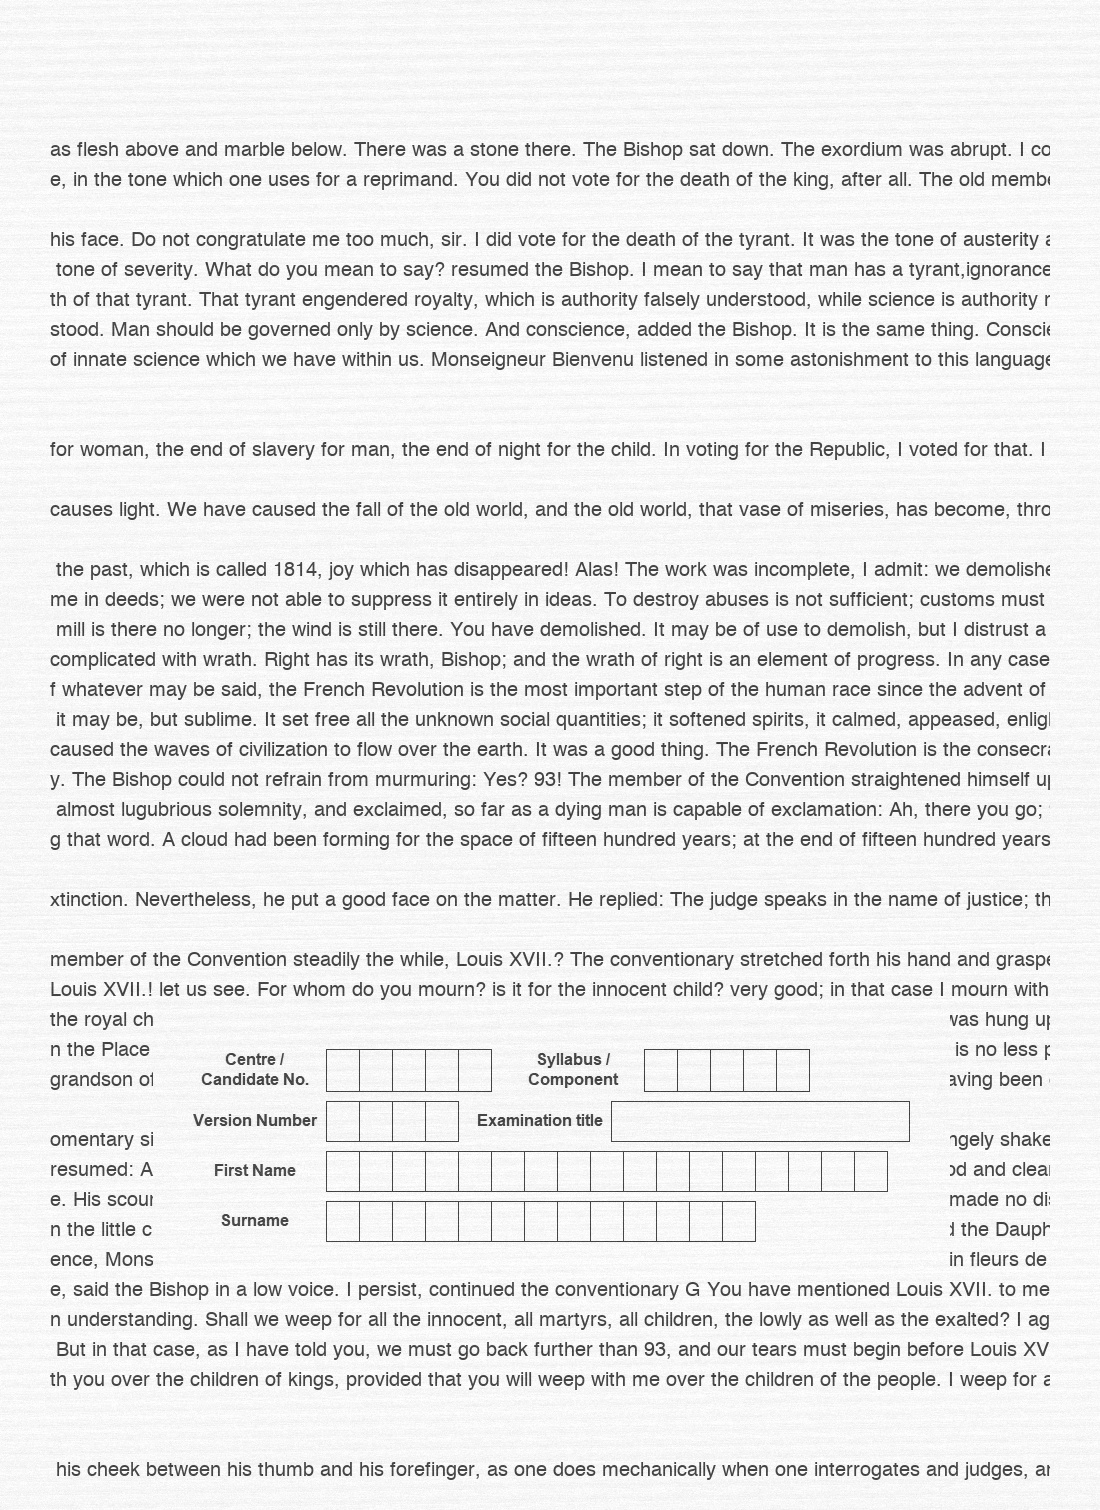 as flesh above and marble below. There was a stone there. The Bishop sat down. The exordium was abrupt. I co
e, in the tone which one uses for a reprimand. You did not vote for the death of the king, after all. The old membe
his face. Do not congratulate me too much, sir. I did vote for the death of the tyrant. It was the tone of austerity a
tone of severity. What do you mean to say? resumed the Bishop. I mean to say that man has a tyrant,ignorance
th of that tyrant. That tyrant engendered royalty, which is authority falsely understood, while science is authority r
stood. Man should be governed only by science. And conscience, added the Bishop. It is the same thing. Conscie
of innate science which we have within us. Monseigneur Bienvenu listened in some astonishment to this language
for woman, the end of slavery for man, the end of night for the child. In voting for the Republic, I voted for that. I
causes light. We have caused the fall of the old world, and the old world, that vase of miseries, has become, thro
the past, which is called 1814, joy which has disappeared! Alas! The work was incomplete, I admit: we demolishe
me in deeds; we were not able to suppress it entirely in ideas. To destroy abuses is not sufficient; customs must
mill is there no longer; the wind is still there. You have demolished. It may be of use to demolish, but I distrust a
complicated with wrath. Right has its wrath, Bishop; and the wrath of right is an element of progress. In any case
f whatever may be said, the French Revolution is the most important step of the human race since the advent of
it may be, but sublime. It set free all the unknown social quantities; it softened spirits, it calmed, appeased, enlig
caused the waves of civilization to flow over the earth. It was a good thing. The French Revolution is the consecra
y. The Bishop could not refrain from murmuring: Yes? 93! The member of the Convention straightened himself up
almost lugubrious solemnity, and exclaimed, so far as a dying man is capable of exclamation: Ah, there you go;
g that word. A cloud had been forming for the space of fifteen hundred years; at the end of fifteen hundred years
xtinction. Nevertheless, he put a good face on the matter. He replied: The judge speaks in the name of justice; th
member of the Convention steadily the while, Louis XVII.? The conventionary stretched forth his hand and graspe
Louis XVII.! let us see. For whom do you mourn? is it for the innocent child? very good; in that case I mourn with
the royal ch was hung up
n the Place is no less p
Centre / Syllabus /
Candidate No. Component
grandson of aving been
Version Number Examination title
omentary si ngely shake
resumed: A od and clear
First Name
e. His scour made no dis
Surname
n the little c d the Dauph
ence, Mons in fleurs de
e, said the Bishop in a low voice. I persist, continued the conventionary G You have mentioned Louis XVII. to me
n understanding. Shall we weep for all the innocent, all martyrs, all children, the lowly as well as the exalted? I ag
But in that case, as I have told you, we must go back further than 93, and our tears must begin before Louis XV
th you over the children of kings, provided that you will weep with me over the children of the people. I weep for a
his cheek between his thumb and his forefinger, as one does mechanically when one interrogates and judges, an